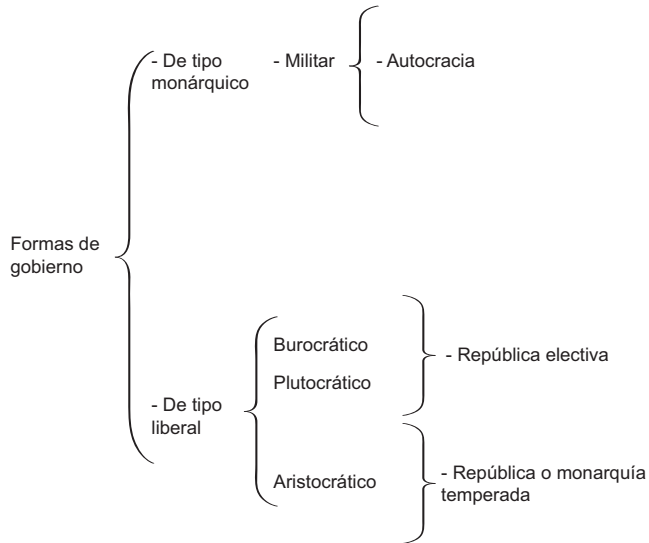 Formas de
gobierno
- De tipo
monárquico
- Militar
- Autocracia
- De tipo
liberal
Burocrático
Plutocrático
- República electiva
Aristocrático
- República o monarquía
temperada